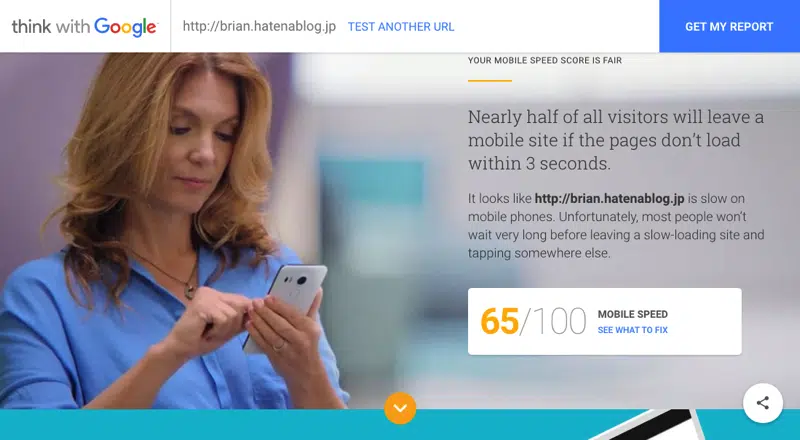 think with Google
http://brian.hatenablog.jp TEST ANOTHER URL
GET MY REPORT
YOUR MOBILE SPEED SCORE IS FAIR
Nearly half of all visitors will leave a
mobile site if the pages don’t load
within 3 seconds.
It looks like http://brian.hatenablog.jp is slow on
mobile phones. Unfortunately, most people won’t
wait very long before leaving a slow-loading site and
tapping somewhere else.
65/100
MOBILE SPEED
SEE WHAT TO FIX